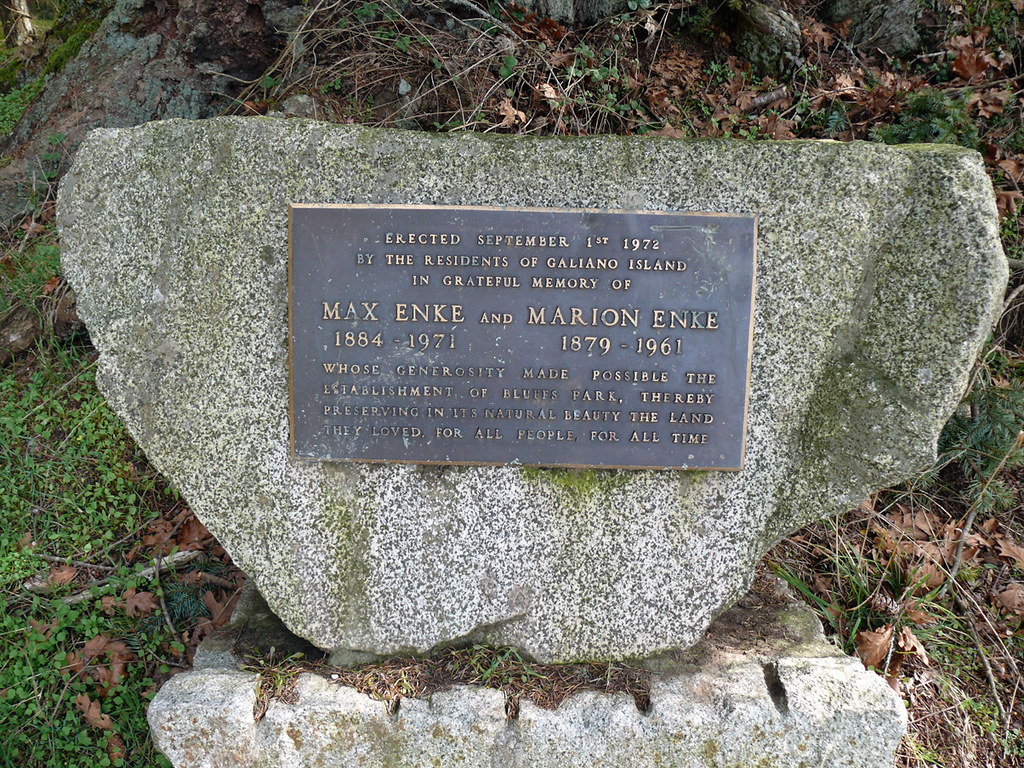 ERECTED SEPTEMBER 1ST 1972
BY THE RESIDENTS OF GALIANO ISLAND
IN GRATEFUL MEMORY OF
MAX ENKE AND MARION ENKE
1884 - 1971 1879 - 1961
WHOSE GENEROSITY MADE POSSIBLE THE
ESTABLISHMENT OF BLUFFS PARK, THEREBY
PRESERVING IN ITS NATURAL BEAUTY THE LAND
THEY LOVED, FOR ALL PEOPLE, FOR ALL TIME